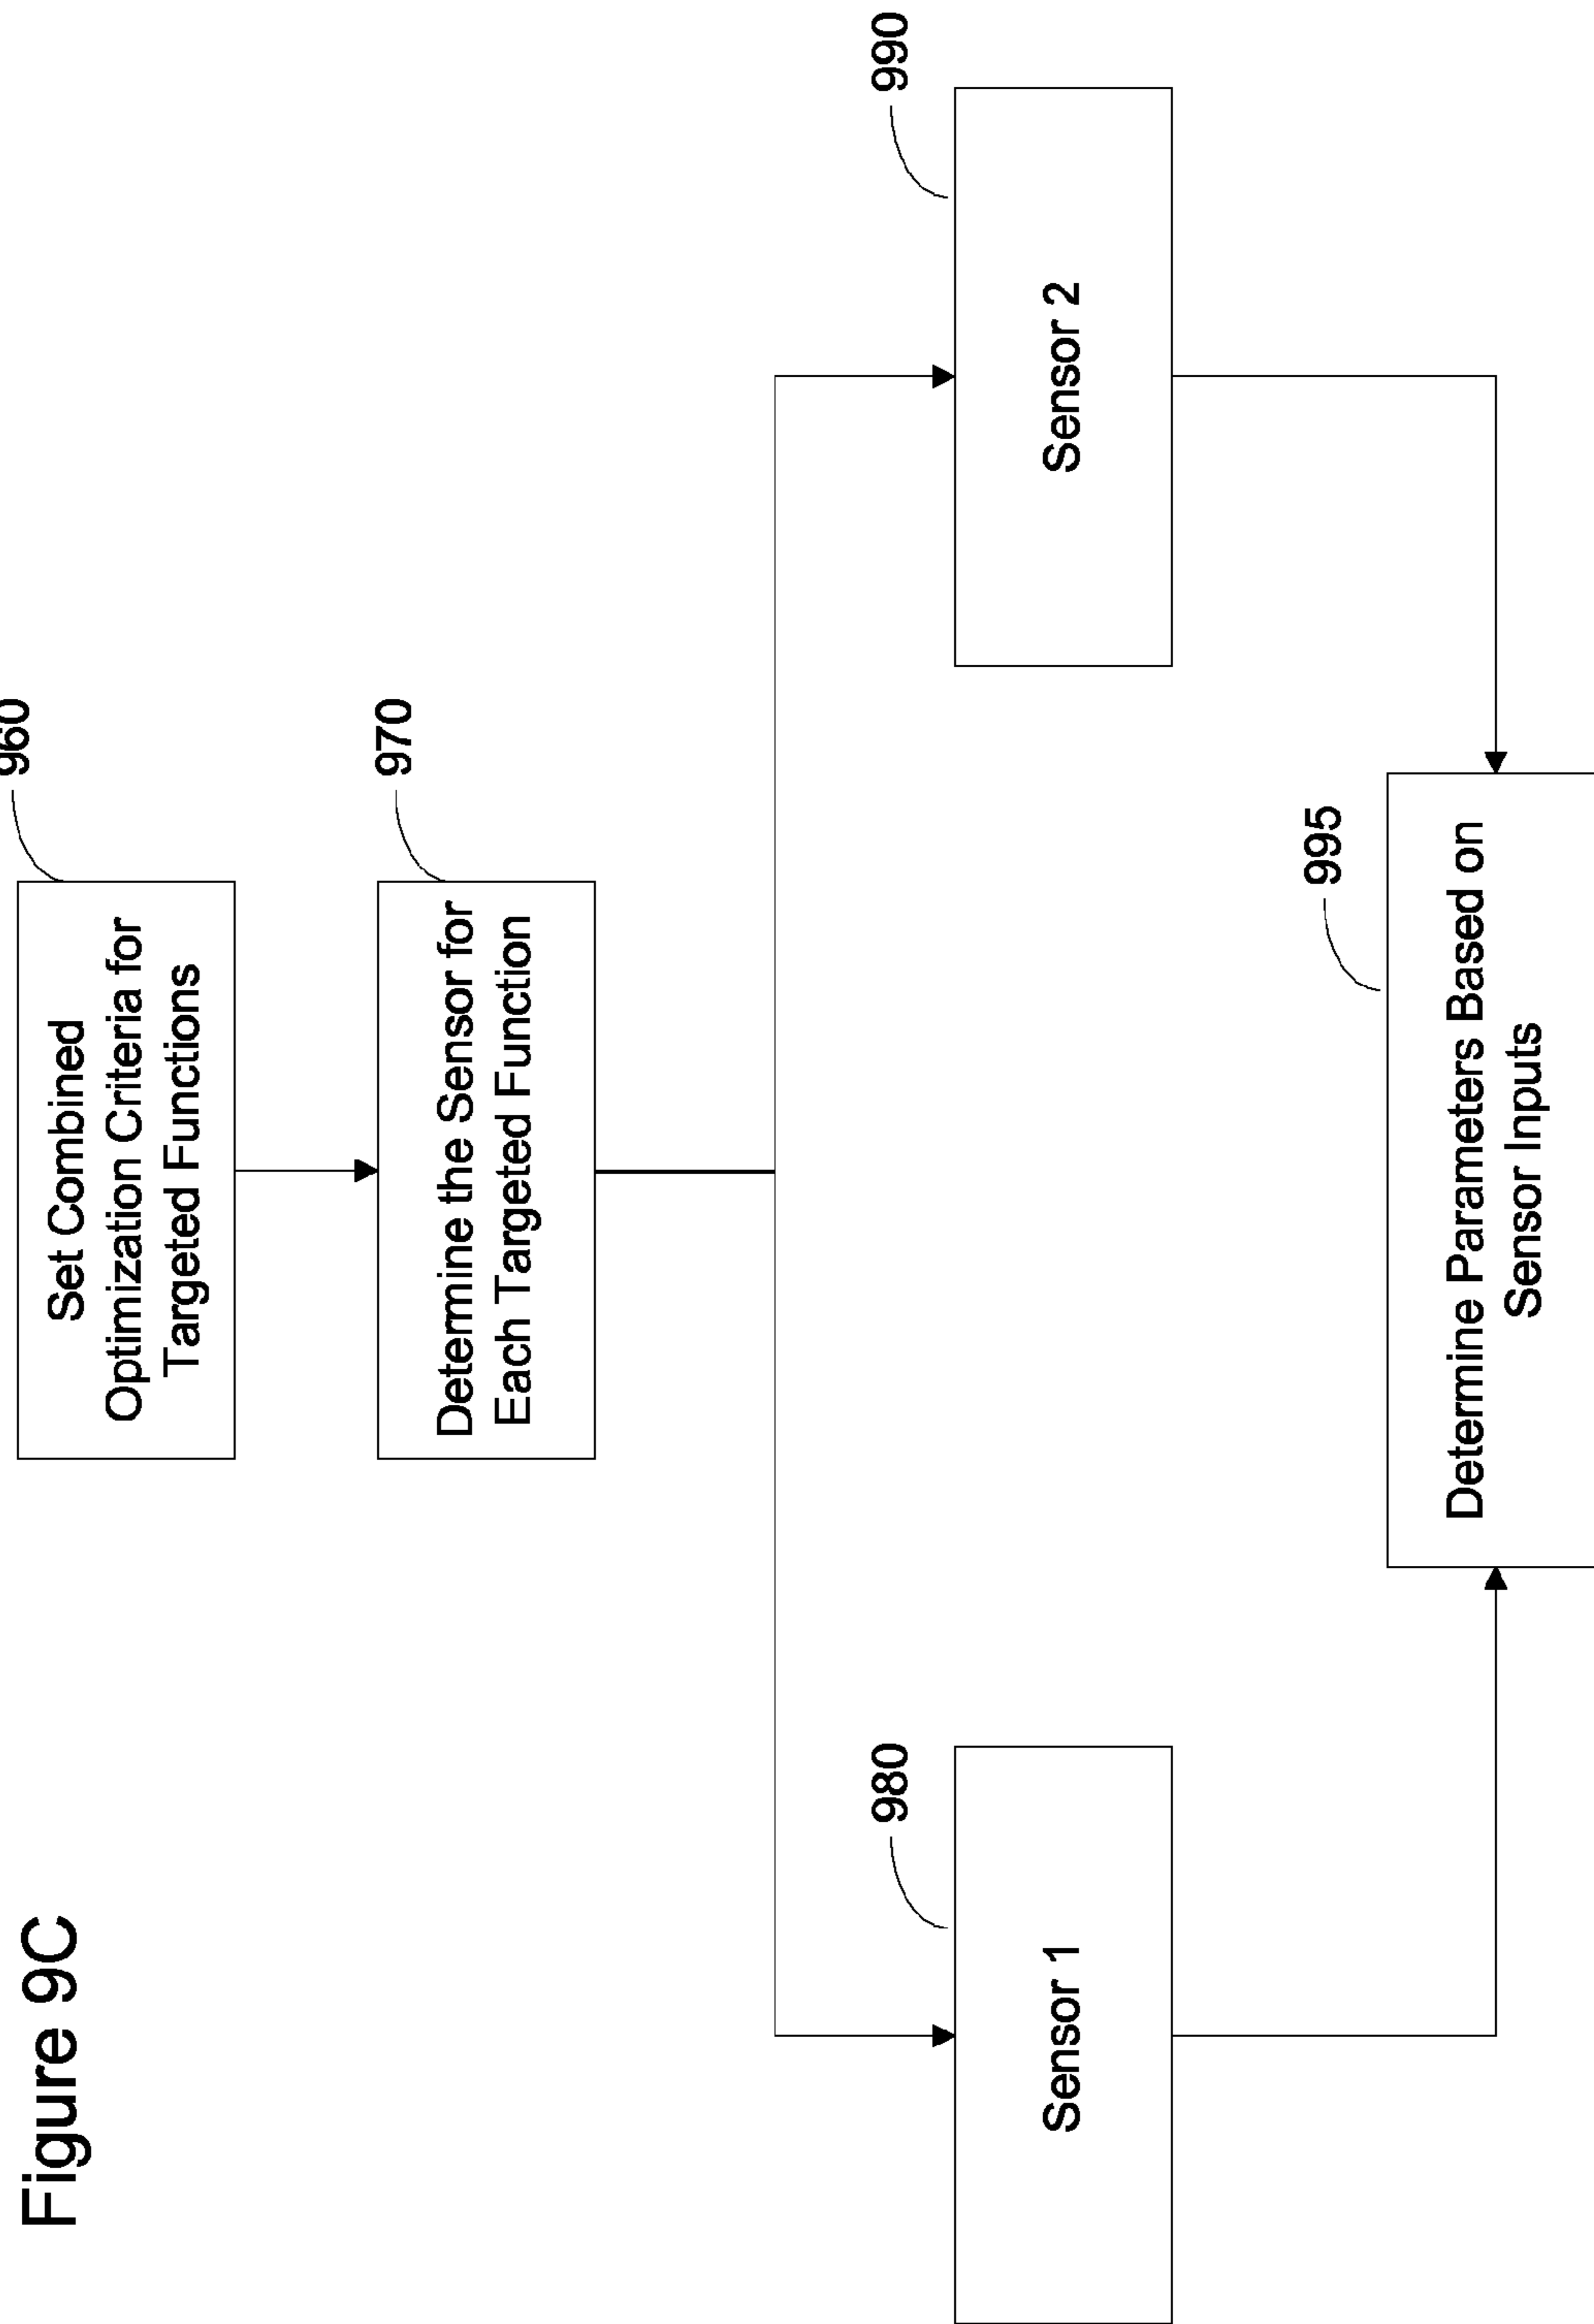 Figure 9C
960
Set Combined
Optimization Criteria for
Targeted Functions
970
Determine the Sensor for
Each Targeted Function
980
Sensor 1
990
Sensor 2
995
Determine Parameters Based on
Sensor Inputs